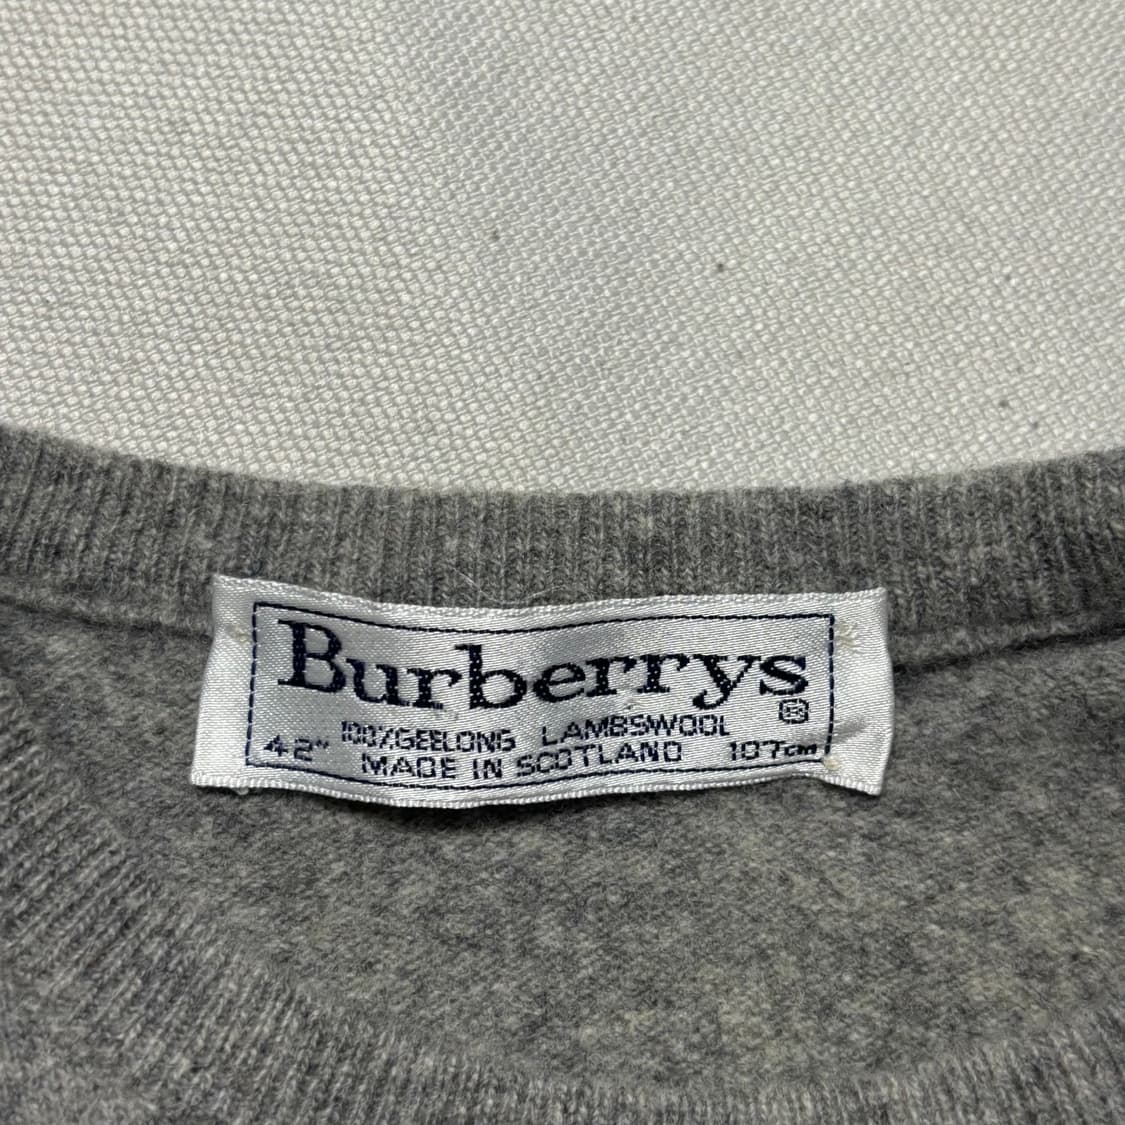 Burberrys
®
100%GEELONG LAMBSWOOL
42" MADE IN SCOTLAND 107cm